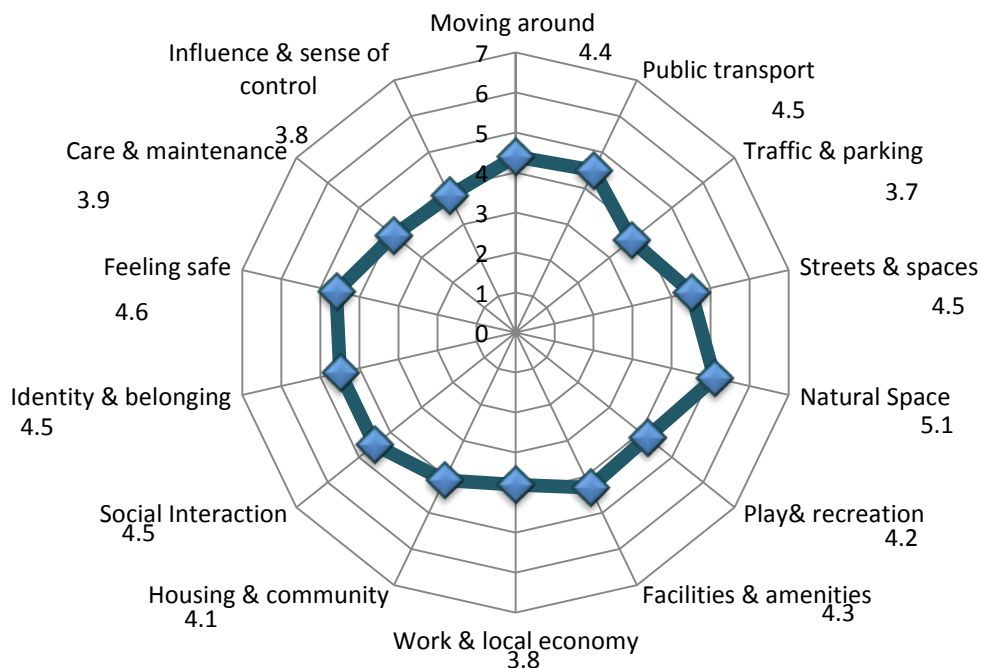 Moving around
4.4
Public transport
4.5
Traffic & parking
3.7
Streets & spaces
4.5
Natural Space
5.1
Play& recreation
4.2
Facilities & amenities
4.3
Work & local economy
3.8
Housing & community
4.1
Social Interaction
4.5
Identity & belonging
4.5
Feeling safe
4.6
Care & maintenance
3.9
Influence & sense of
control
3.8
7
6
5
4
3
2
1
0